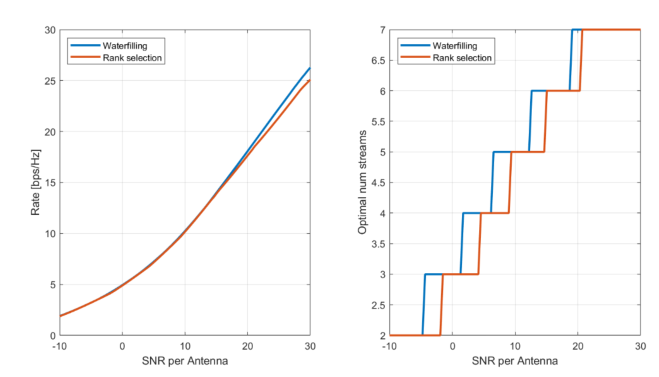 Waterfilling
Rank selection
30
25
20
15
10
5
0
Rate [bps/Hz]
-10 0 10 20 30
SNR per Antenna
Waterfilling
Rank selection
7
6.5
6
5.5
5
4.5
4
3.5
3
2.5
2
Optimal num streams
-10 0 10 20 30
SNR per Antenna